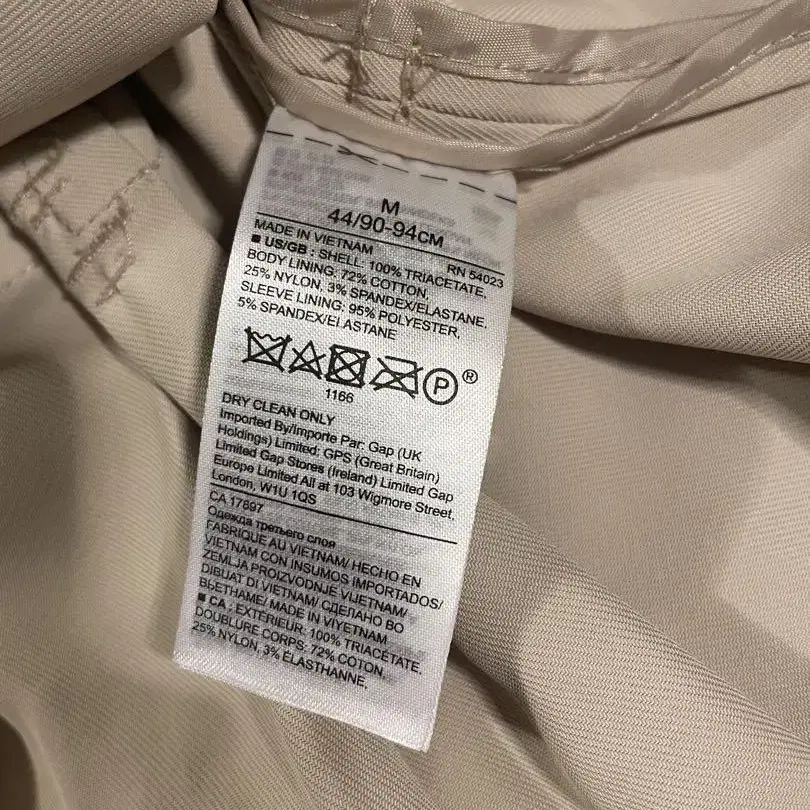 M
44/90-94CM
MADE IN VIETNAM
RN 54023
■ US/GB : SHELL: 100% TRIACETATE.
BODY LINING: 72% COTTON,
25% NYLON, 3% SPANDEX/ELASTANE.
SLEEVE LINING: 95% POLYESTER,
5% SPANDEX/ELASTANE
P ®
1166
DRY CLEAN ONLY
Imported By/Importe Par: Gap (UK
Holdings) Limited: GPS (Great Britain)
Limited Gap Stores (Ireland) Limited Gap
Europe Limited All at 103 Wigmore Street,
London, W1U 1QS
CA 17897
Одежда третьего слоя
FABRIQUE AU VIETNAM/ HECHO EN
VIETNAM CON INSUMOS IMPORTADOS/
ZEMLJA PROIZVODNJE VIJETNAM/
DIBUAT DI VIETNAM/ СДЕЛАНО ВО
ВЬЕТНАМЕ/ MADE IN VIYETNAM
■ CA : EXTÉRIEUR: 100% TRIACÉTATE.
DOUBLURE CORPS: 72% COTON,
25% NYLON, 3% ÉLASTHANNE.